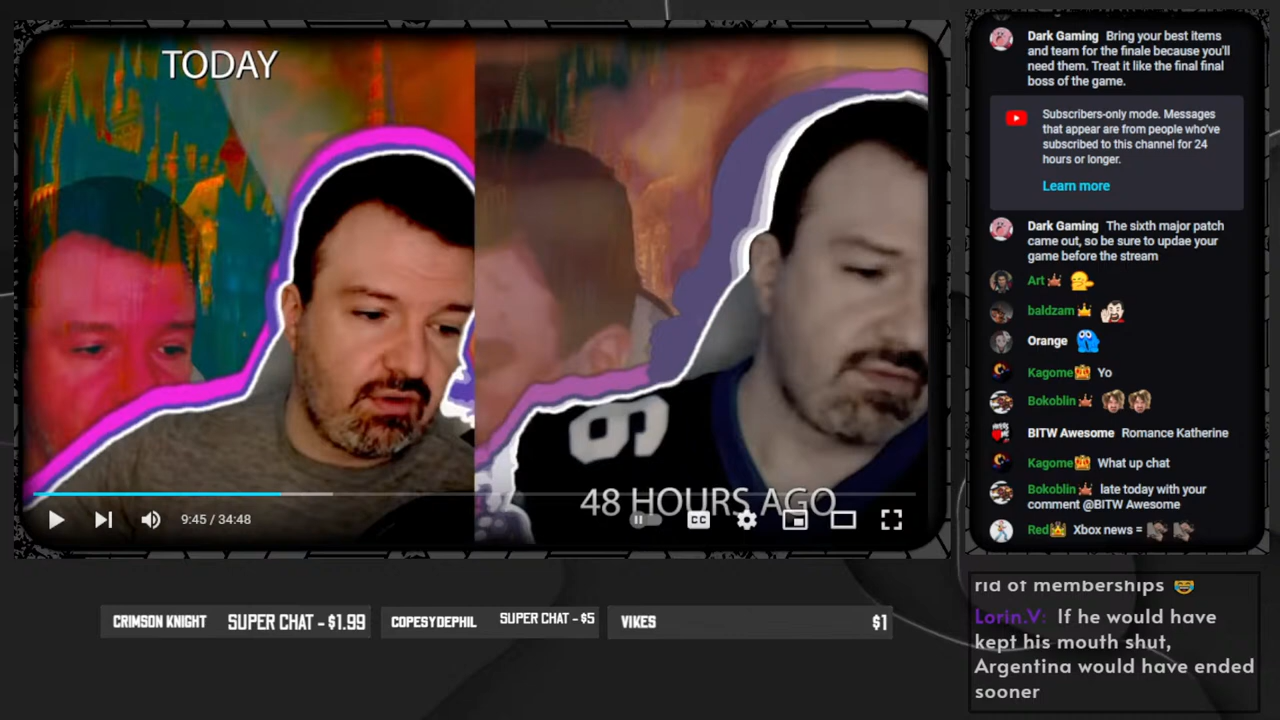 TODAY
48 HOURS AGO
9:45 / 34:48
CC
CRIMSON KNIGHT SUPER CHAT - $1.99
COPESYDEPHIL SUPER CHAT - $5
VIKES $1
Dark Gaming Bring your best items
and team for the finale because you'll
need them. Treat it like the final final
boss of the game.
Subscribers-only mode. Messages
that appear are from people who've
subscribed to this channel for 24
hours or longer.
Learn more
Dark Gaming The sixth major patch
came out, so be sure to updae your
game before the stream
Art
baldzam
Orange
Kagome Yo
Bokoblin
BITW Awesome Romance Katherine
Kagome What up chat
Bokoblin late today with your
comment @BITW Awesome
Red Xbox news =
rid of memberships
Lorin.V: If he would have
kept his mouth shut,
Argentina would have ended
sooner